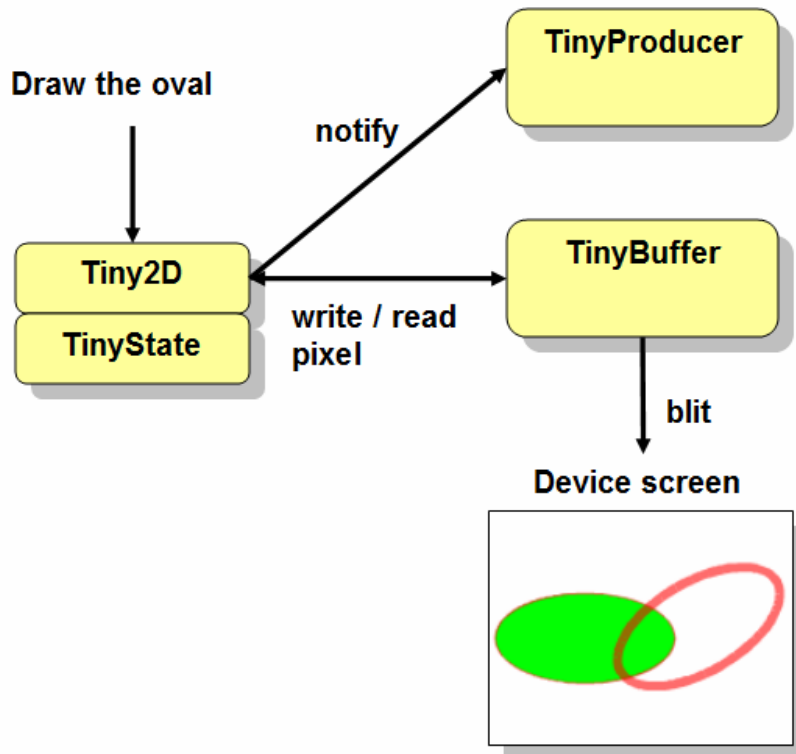 TinyProducer
Draw the oval
notify
Tiny2D
TinyBuffer
TinyState
write / read
pixel
blit
Device screen